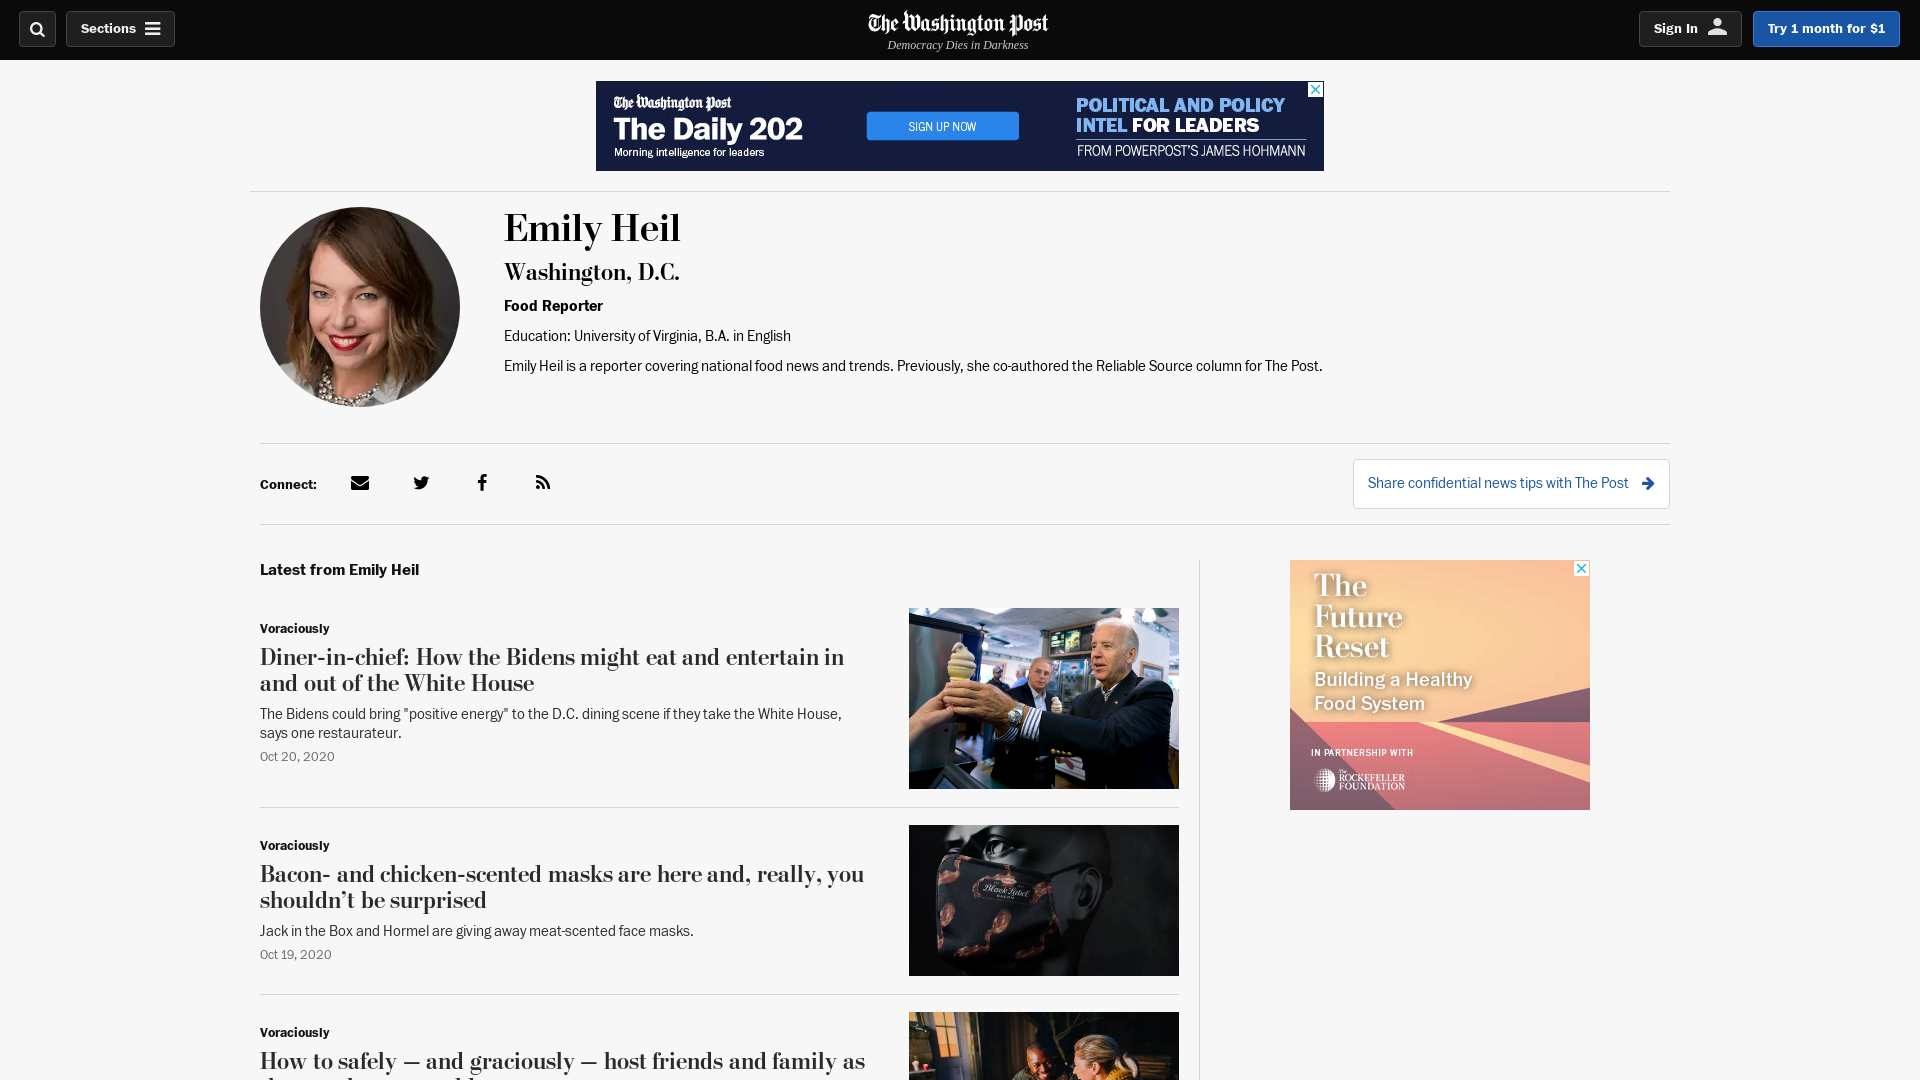 Sections
The Washington Post
Democracy Dies in Darkness
Sign In
Try 1 month for $1
The Washington Post
The Daily 202
Morning intelligence for leaders
SIGN UP NOW
POLITICAL AND POLICY
INTEL FOR LEADERS
FROM POWERPOST'S JAMES HOHMANN
Emily Heil
Washington, D.C.
Food Reporter
Education: University of Virginia, B.A. in English
Emily Heil is a reporter covering national food news and trends. Previously, she co-authored the Reliable Source column for The Post.
Connect:
Share confidential news tips with The Post
Latest from Emily Heil
Voraciously
Diner-in-chief: How the Bidens might eat and entertain in
and out of the White House
The Bidens could bring "positive energy" to the D.C. dining scene if they take the White House,
says one restaurateur.
Oct 20, 2020
Voraciously
Bacon- and chicken-scented masks are here and, really, you
shouldn’t be surprised
Jack in the Box and Hormel are giving away meat-scented face masks.
Oct 19, 2020
Black Label
BACON
Voraciously
How to safely — and graciously — host friends and family as
The
Future
Reset
Building a Healthy
Food System
IN PARTNERSHIP WITH
The
ROCKEFELLER
FOUNDATION